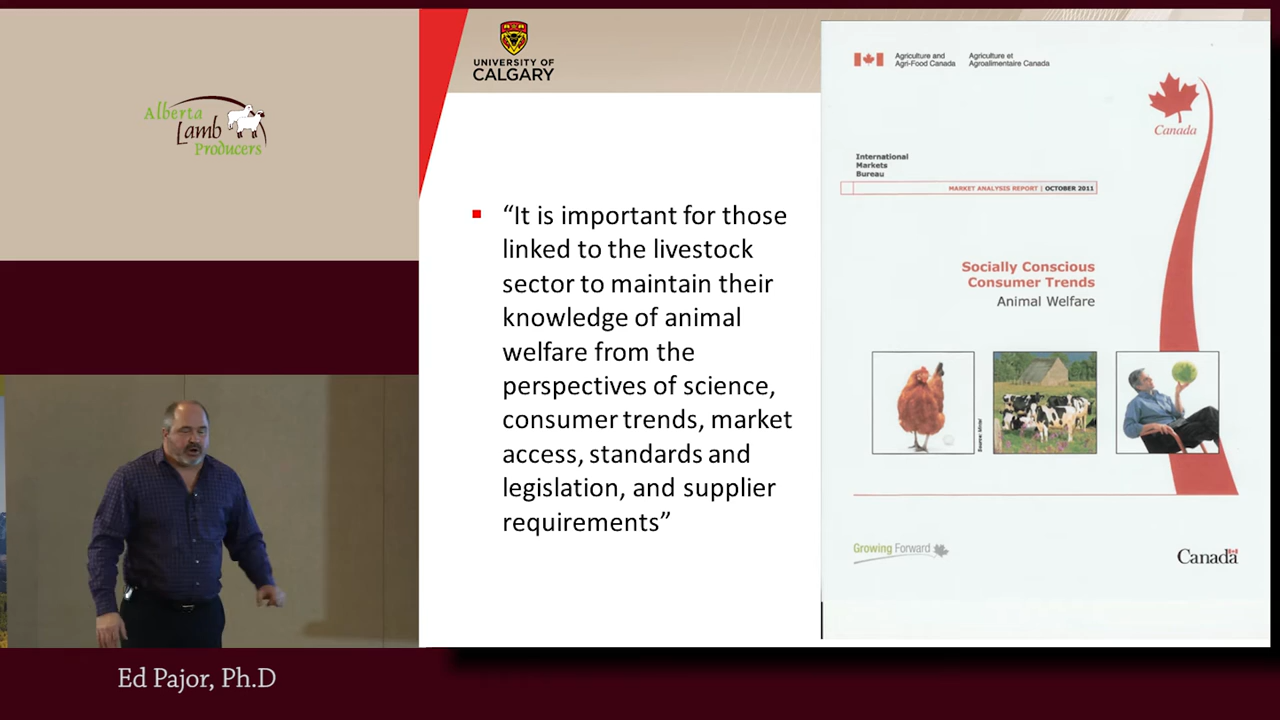 Alberta
Lamb
Producers
UNIVERSITY OF
CALGARY
“It is important for those
linked to the livestock
sector to maintain their
knowledge of animal
welfare from the
perspectives of science,
consumer trends, market
access, standards and
legislation, and supplier
requirements”
Agriculture and
Agri-Food Canada
Agriculture et
Agroalimentaire Canada
Canada
International
Markets
Bureau
MARKET ANALYSIS REPORT | OCTOBER 2011
Socially Conscious
Consumer Trends
Animal Welfare
Source: Mintel
Growing Forward
Canada
Ed Pajor, Ph.D